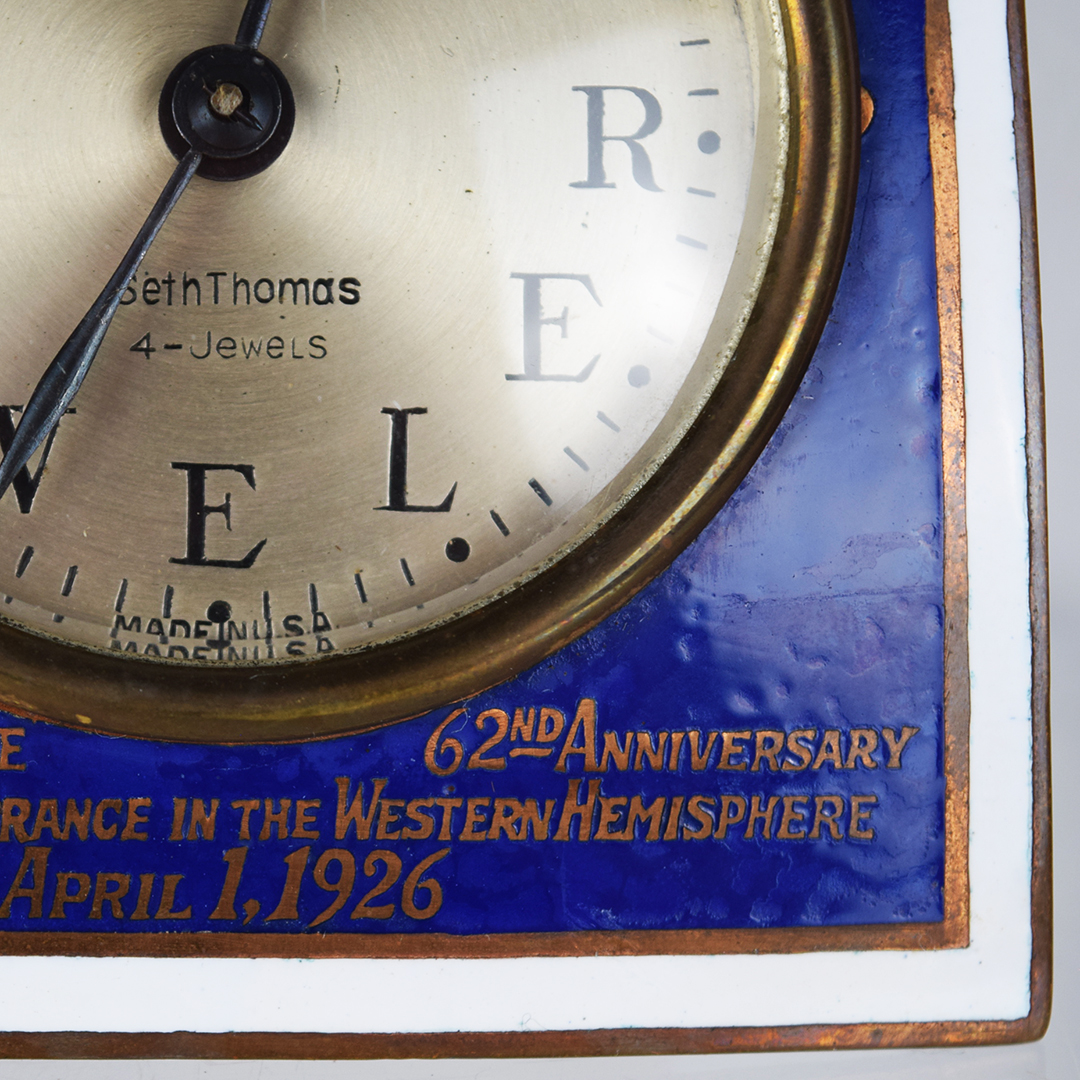 R
Seth Thomas
4-Jewels
E
W E L
MADE IN U S A
E 62ND ANNIVERSARY
RANCE IN THE WESTERN HEMISPHERE
APRIL 1, 1926